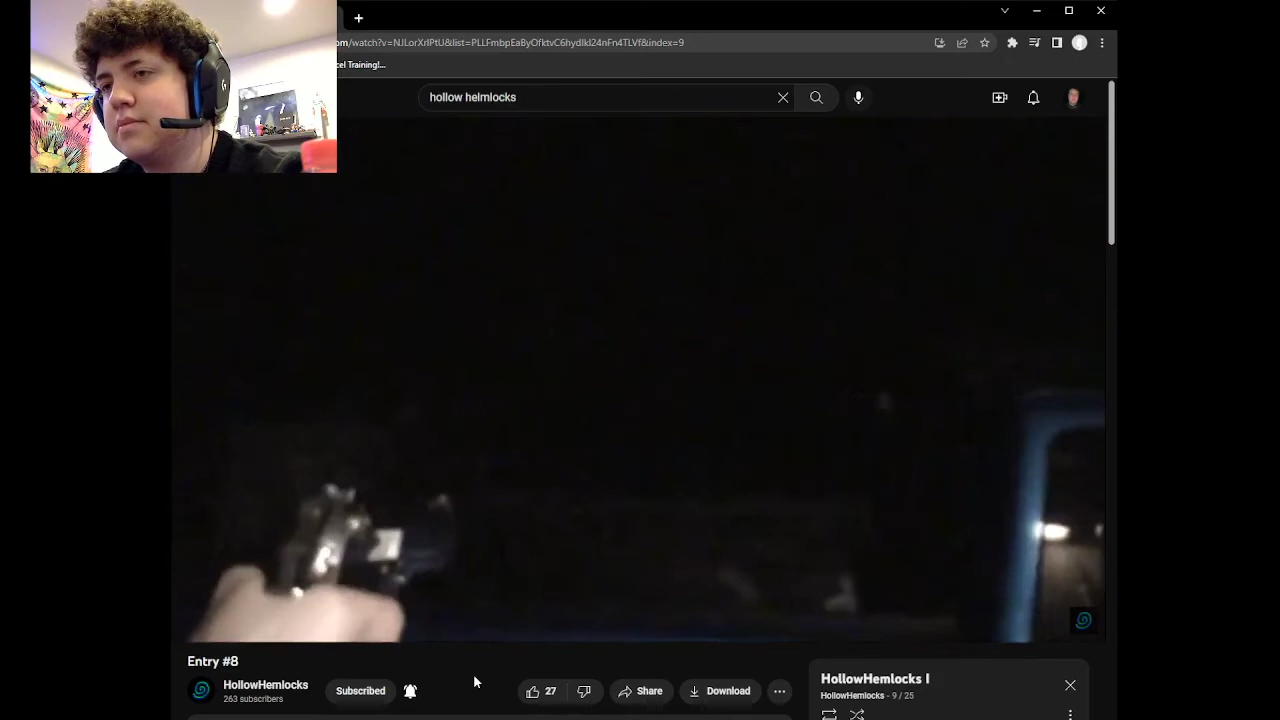 om/watch?v=NJLorXrlPtU&list=PLLFmbpEaByOfktvC6hydIkl24nFn4TLVf&index=9
cel Training!...
hollow helmlocks
Entry #8
HollowHemlocks
263 subscribers
Subscribed
27
Share
Download
HollowHemlocks I
HollowHemlocks - 9 / 25